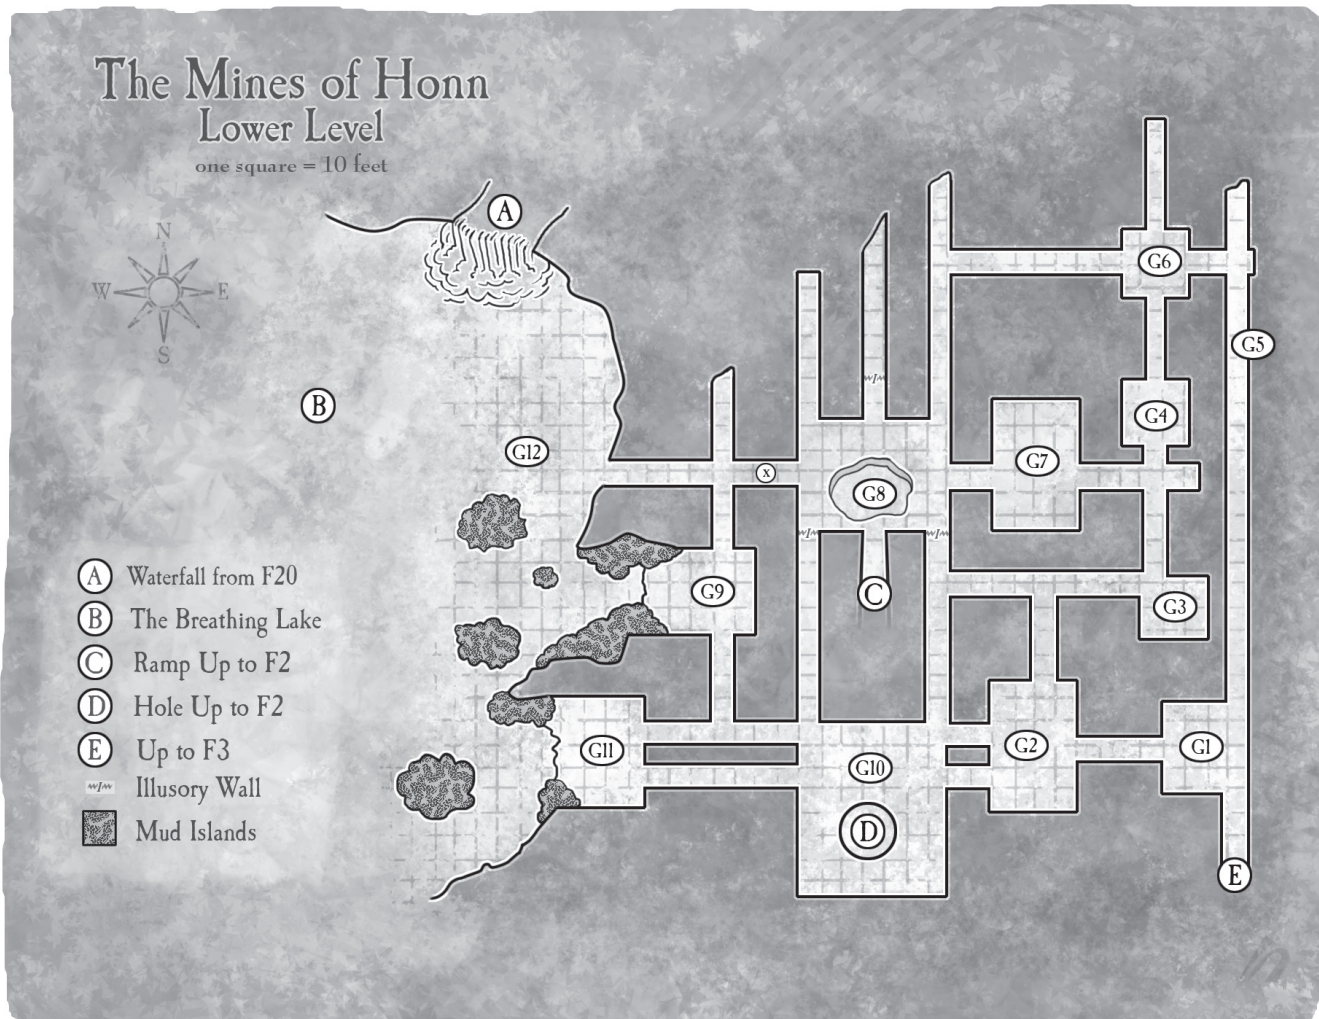 The Mines of Honn
Lower Level
one square = 10 feet
A
N
W E
S
G6
G5
B
G4
G12
G7
x
G8
I
I
I
A Waterfall from F20
G9
C
G3
B The Breathing Lake
C Ramp Up to F2
D Hole Up to F2
E Up to F3
G11
G2
G1
G10
I Illusory Wall
Mud Islands
D
E